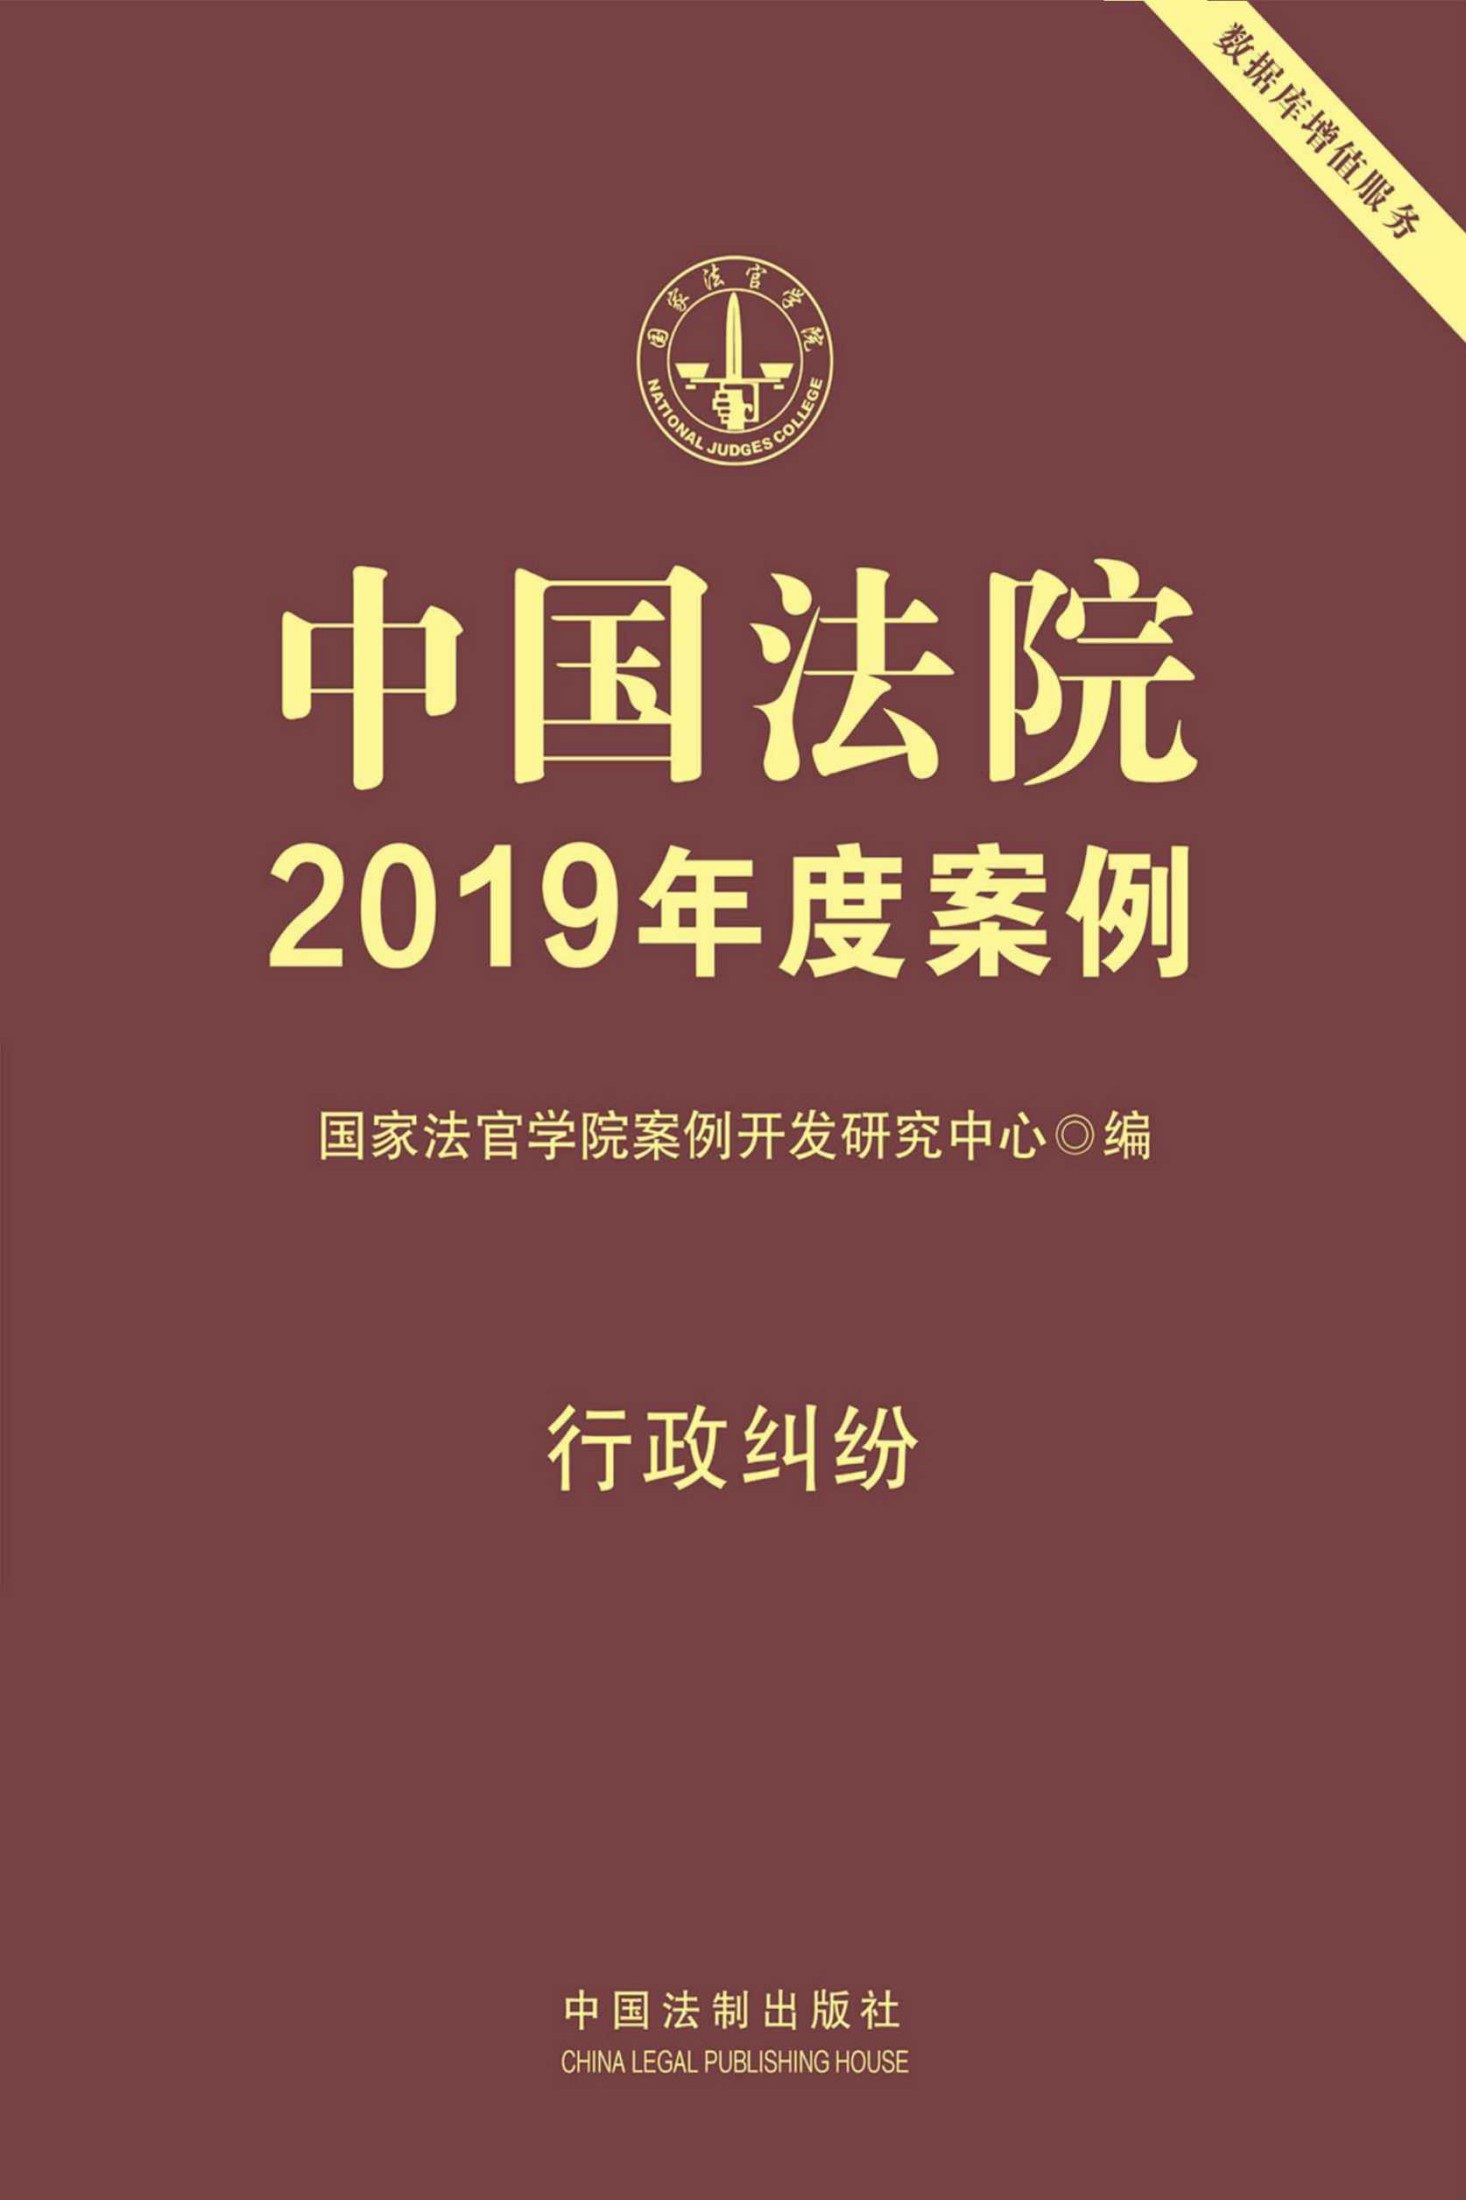 数据库增值服务
国家法官学院
NATIONAL JUDGES COLLEGE
中国法院
2019年度案例
国家法官学院案例开发研究中心◎编
行政纠纷
中国法制出版社
CHINA LEGAL PUBLISHING HOUSE